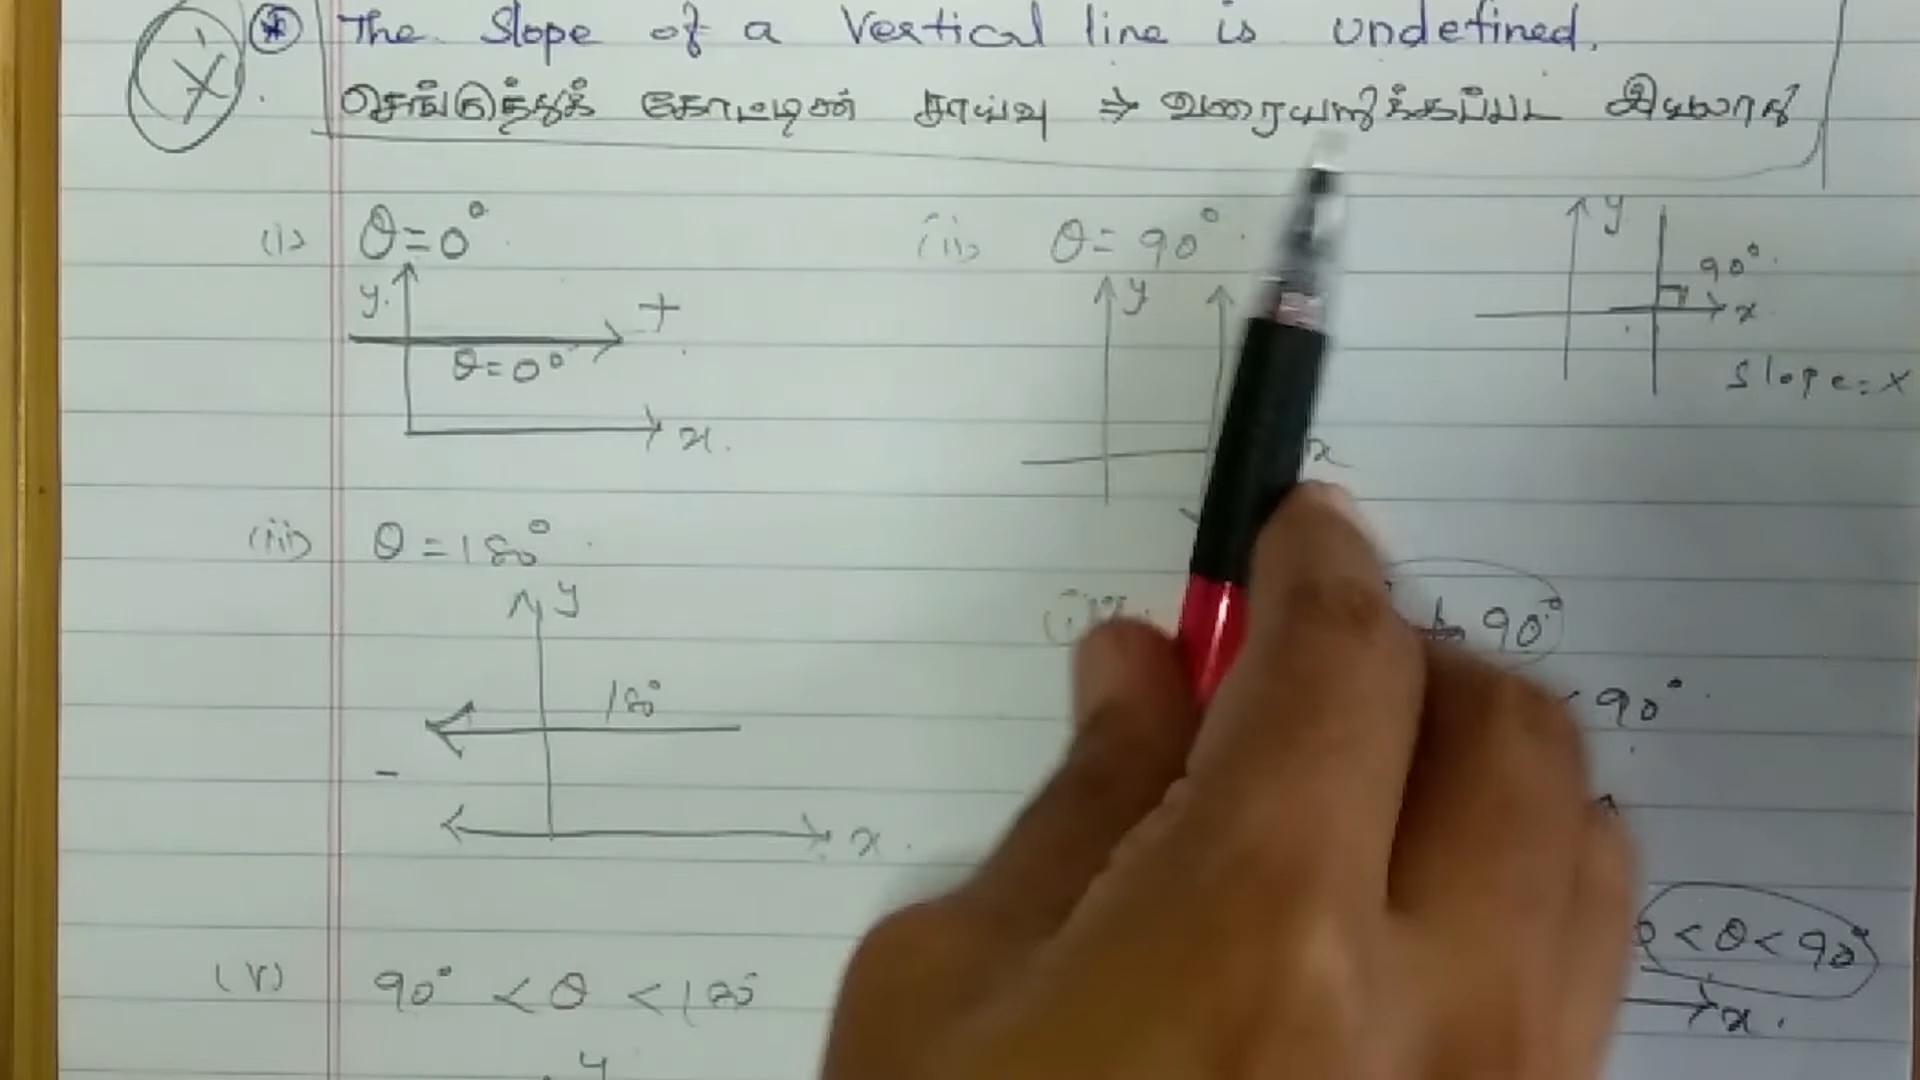 * The Slope of a Vertical line is undefined.
செங்குத்துக் கோட்டின் சாய்வு ⇒ வரையறுக்கப்பட இயலாது
(i) θ=0°
y
+
θ=0°
x
(ii) θ=90°
y
x
y
90°
x
Slope=X
(iii) θ=180°
y
180°
-
x
90°
< 90°
0 < θ < 90°
x
(v) 90° < θ < 180°
y